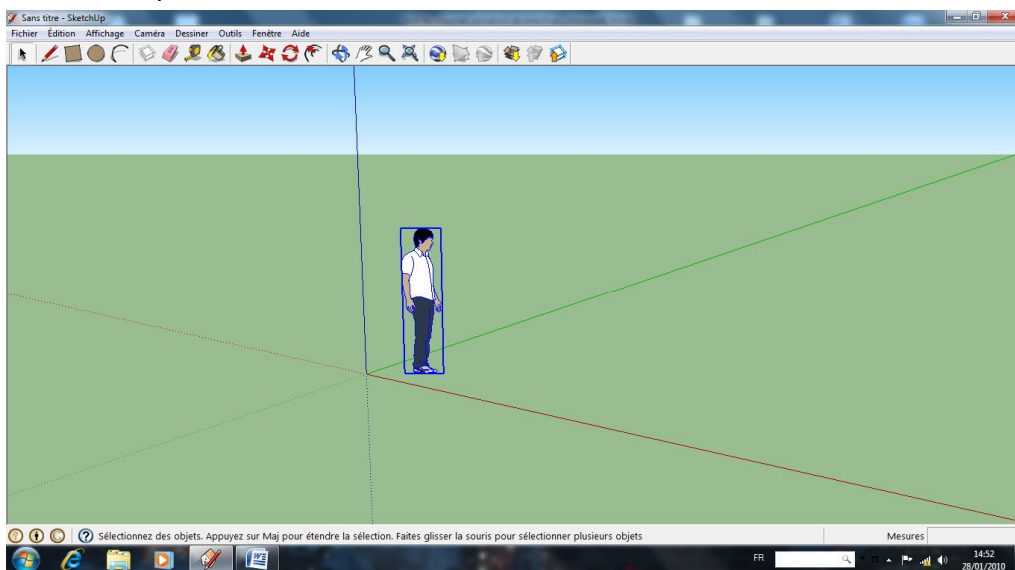 Sans titre - SketchUp
Fichier Édition Affichage Caméra Dessiner Outils Fenêtre Aide
Sélectionnez des objets. Appuyez sur Maj pour étendre la sélection. Faites glisser la souris pour sélectionner plusieurs objets
Mesures
FR
14:52
28/01/2010